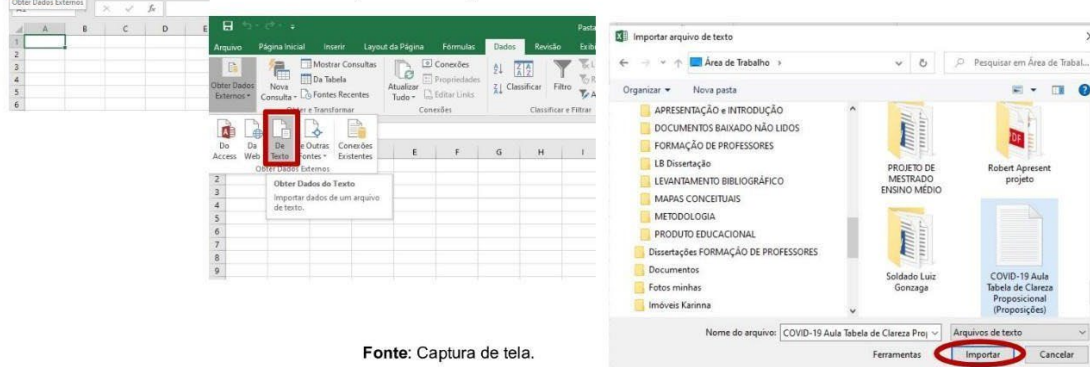 Obter Dados Externos
A B C D E
1
2
3
4
5
6
Pasta
Arquivo Página Inicial Inserir Layout da Página Fórmulas Dados Revisão Exibi
Obter Dados Externos
Nova Consulta
Mostrar Consultas
Da Tabela
Fontes Recentes
Obter e Transformar
Atualizar Tudo
Conexões
Propriedades
Editar Links
Conexões
Classificar
Filtro
Classificar e Filtrar
Do Access
Da Web
De Texto
e Outras Fontes
Conexões Existentes
Obter Dados Externos
E F G H I
Obter Dados do Texto
Importar dados de um arquivo
de texto.
2
3
4
5
6
7
8
9
Fonte: Captura de tela.
Importar arquivo de texto
Área de Trabalho
Pesquisar em Área de Trabal...
Organizar Nova pasta
APRESENTAÇÃO e INTRODUÇÃO
DOCUMENTOS BAIXADO NÃO LIDOS
FORMAÇÃO DE PROFESSORES
LB Dissertação
LEVANTAMENTO BIBLIOGRÁFICO
MAPAS CONCEITUAIS
METODOLOGIA
PRODUTO EDUCACIONAL
Dissertações FORMAÇÃO DE PROFESSORES
Documentos
Fotos minhas
Imóveis Karinna
PROJETO DE
MESTRADO
ENSINO MÉDIO
PDF
Robert Apresent
projeto
Soldado Luiz
Gonzaga
COVID-19 Aula
Tabela de Clareza
Proposicional
(Proposições)
Nome do arquivo: COVID-19 Aula Tabela de Clareza Proj
Arquivos de texto
Ferramentas Importar Cancelar